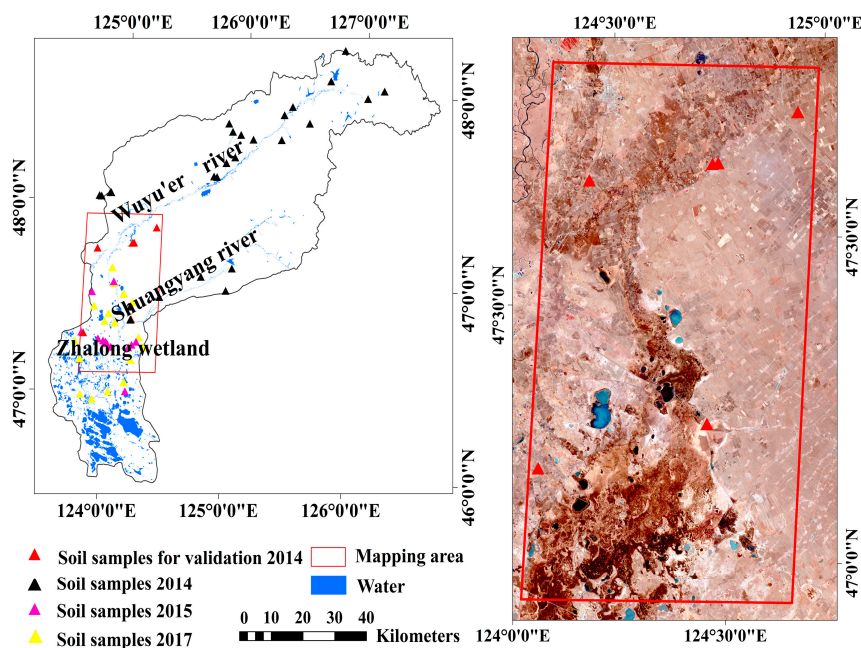 125°0'0"E 126°0'0"E 127°0'0"E
124°30'0"E 125°0'0"E
48°0'0"N
48°0'0"N
47°0'0"N
47°0'0"N
46°0'0"N
Wuyu'er river
Shuangyang river
Zhalong wetland
124°0'0"E 125°0'0"E 126°0'0"E
47°30'0"N
47°30'0"N
47°0'0"N
124°0'0"E 124°30'0"E
Soil samples for validation 2014
Soil samples 2014
Soil samples 2015
Soil samples 2017
Mapping area
Water
0 10 20 30 40
Kilometers